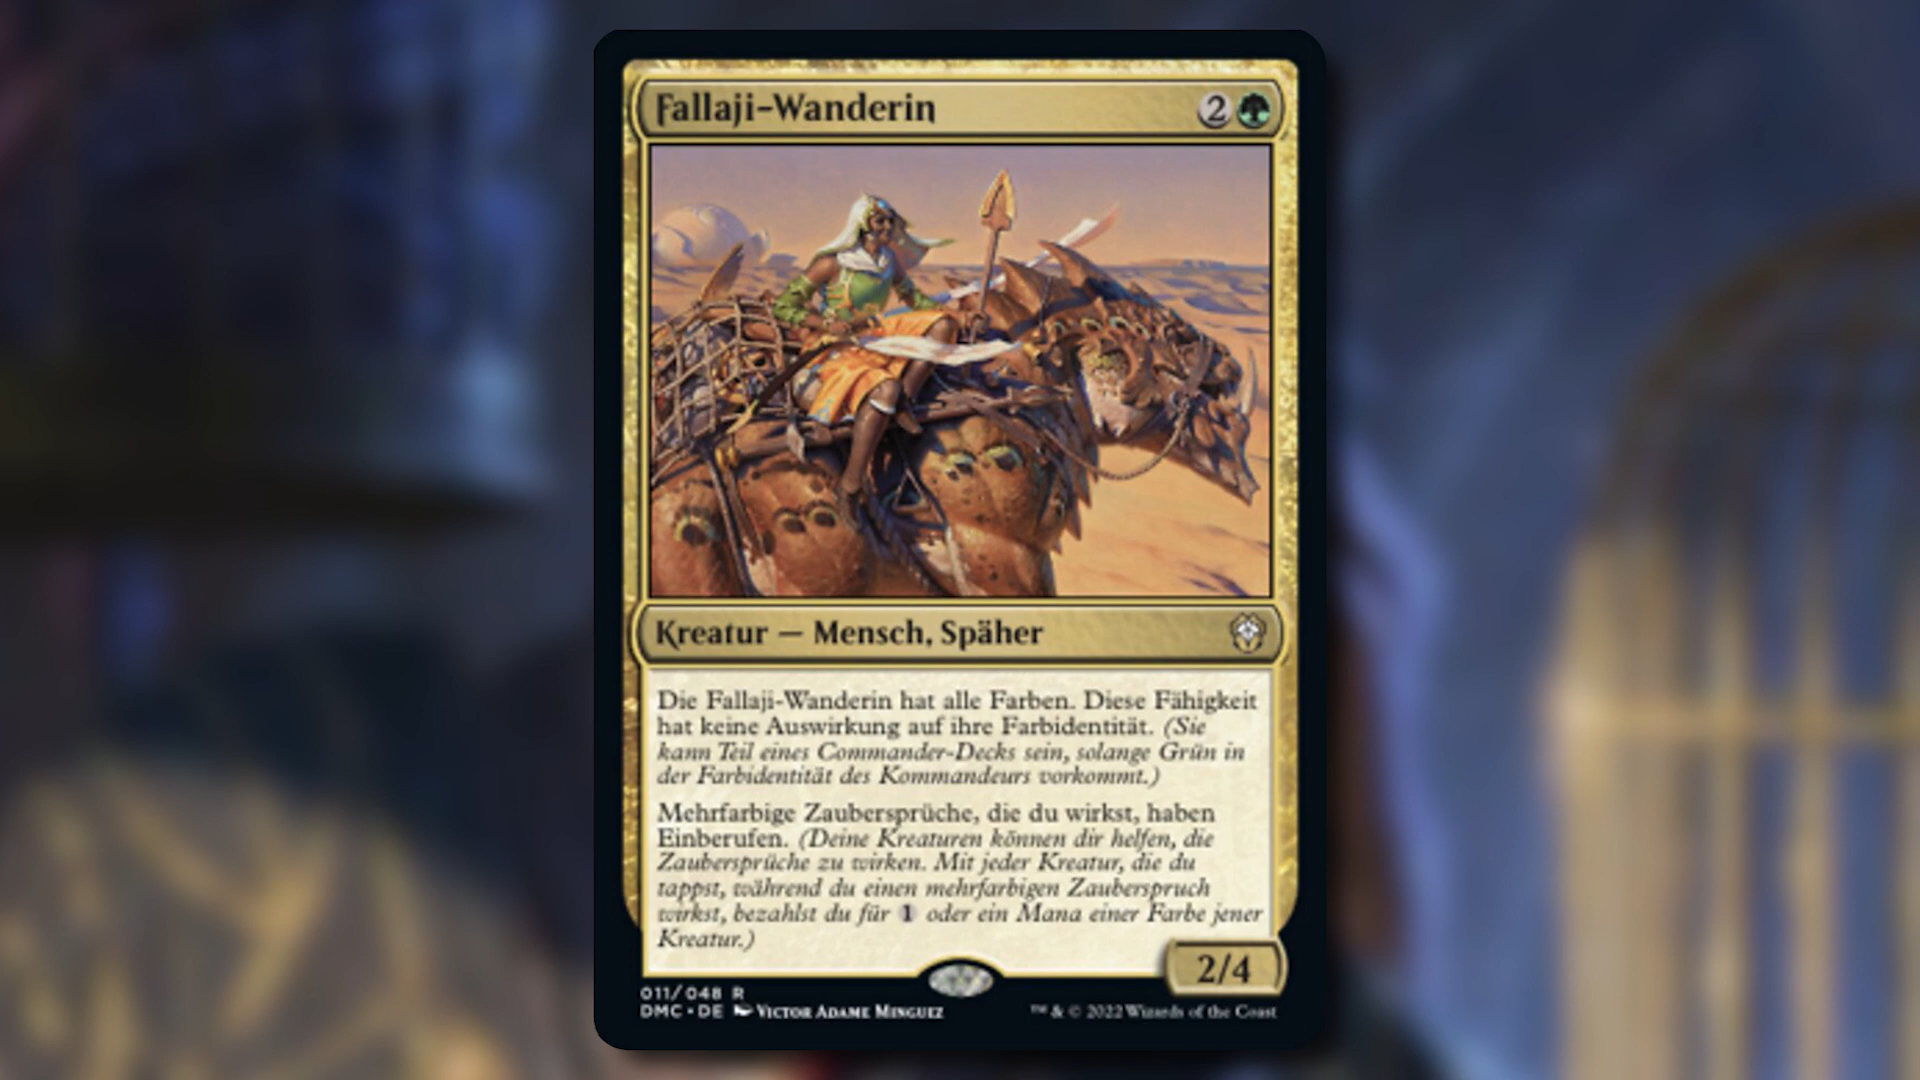 Fallaji-Wanderin
2
Kreatur — Mensch, Späher
Die Fallaji-Wanderin hat alle Farben. Diese Fähigkeit
hat keine Auswirkung auf ihre Farbidentität. (Sie
kann Teil eines Commander-Decks sein, solange Grün in
der Farbidentität des Kommandeurs vorkommt.)
Mehrfarbige Zaubersprüche, die du wirkst, haben
Einberufen. (Deine Kreaturen können dir helfen, die
Zaubersprüche zu wirken. Mit jeder Kreatur, die du
tappst, während du einen mehrfarbigen Zauberspruch
wirkst, bezahlst du für 1 oder ein Mana einer Farbe jener
Kreatur.)
2/4
011/048 R
DMC • DE Victor Adame Minguez
™ & © 2022 Wizards of the Coast